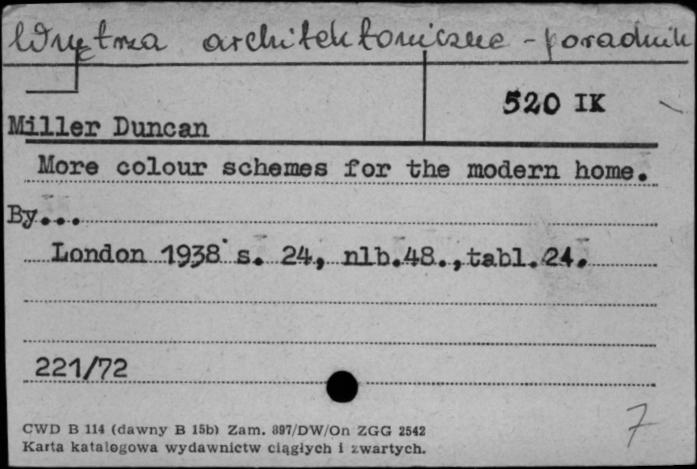 Wnętrza architektoniczne - poradnik
520 IK
Miller Duncan
More colour schemes for the modern home.
By...
London 1938 s. 24, nlb.48.,tabl.24.
221/72
7
CWD B 114 (dawny B 15b) Zam. 897/DW/On ZGG 2542
Karta katalogowa wydawnictw ciągłych i zwartych.